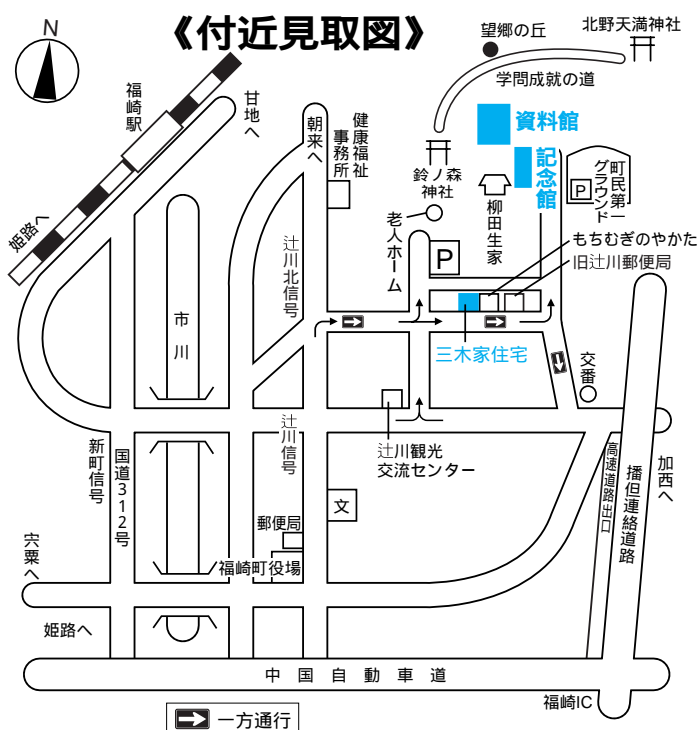 《付近見取図》
N
望郷の丘
北野天満神社
学問成就の道
福崎駅
甘地へ
朝来へ
健康福祉
事務所
資料館
記念館
鈴ノ森
神社
柳田生家
P
町民第一
グラウンド
姫路へ
老人ホーム
P
もちむぎのやかた
旧辻川郵便局
辻川北信号
市川
三木家住宅
交番
辻川信号
辻川観光
交流センター
新町信号
国道312号
高速道路出口
播但連絡道路
加西へ
文
郵便局
宍粟へ
福崎町役場
姫路へ
中国自動車道
福崎IC
一方通行